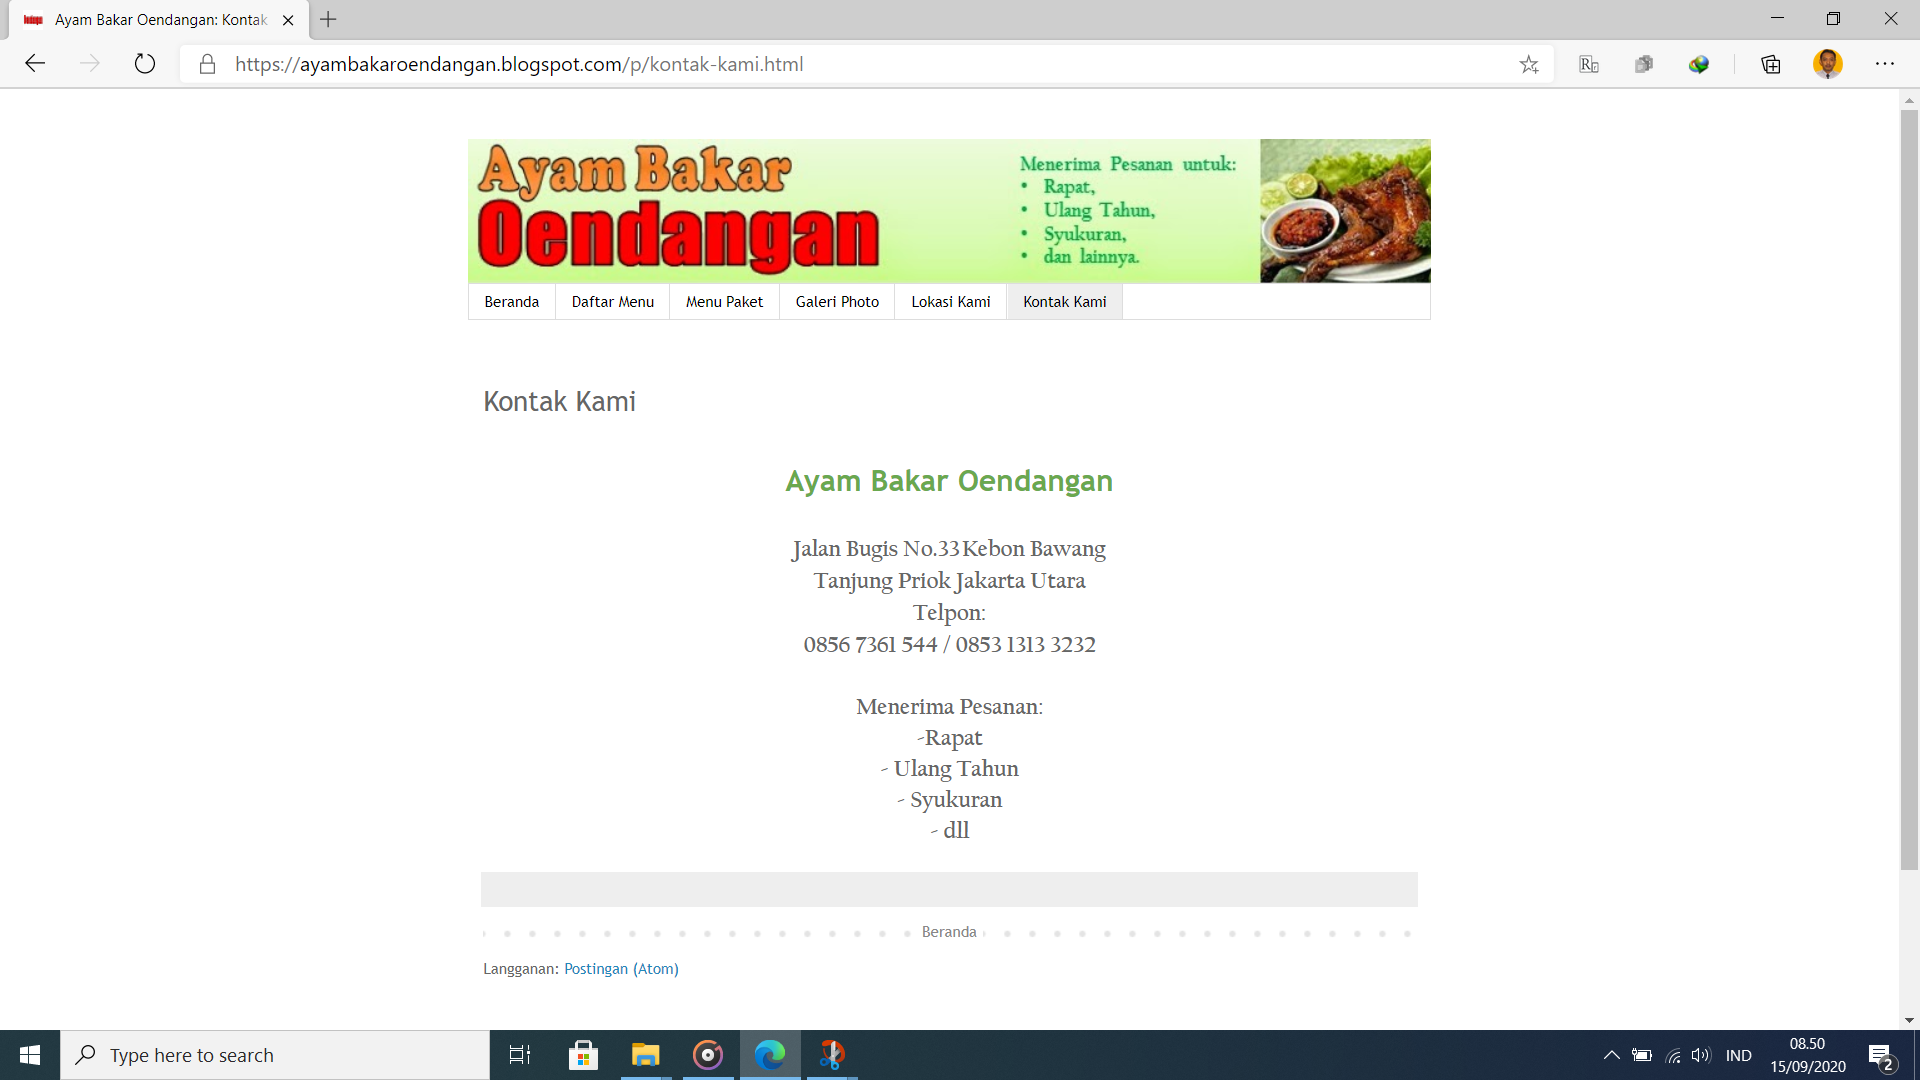 Ayam Bakar Oendangan: Kontak
https://ayambakaroendangan.blogspot.com/p/kontak-kami.html
Ayam Bakar
Oendangan
Menerima Pesanan untuk:
• Rapat,
• Ulang Tahun,
• Syukuran,
• dan lainnya.
Beranda Daftar Menu Menu Paket Galeri Photo Lokasi Kami Kontak Kami
Kontak Kami
Ayam Bakar Oendangan
Jalan Bugis No.33 Kebon Bawang
Tanjung Priok Jakarta Utara
Telpon:
0856 7361 544 / 0853 1313 3232
Menerima Pesanan:
-Rapat
- Ulang Tahun
- Syukuran
- dll
Beranda
Langganan: Postingan (Atom)
Type here to search
IND
08.50
15/09/2020
2